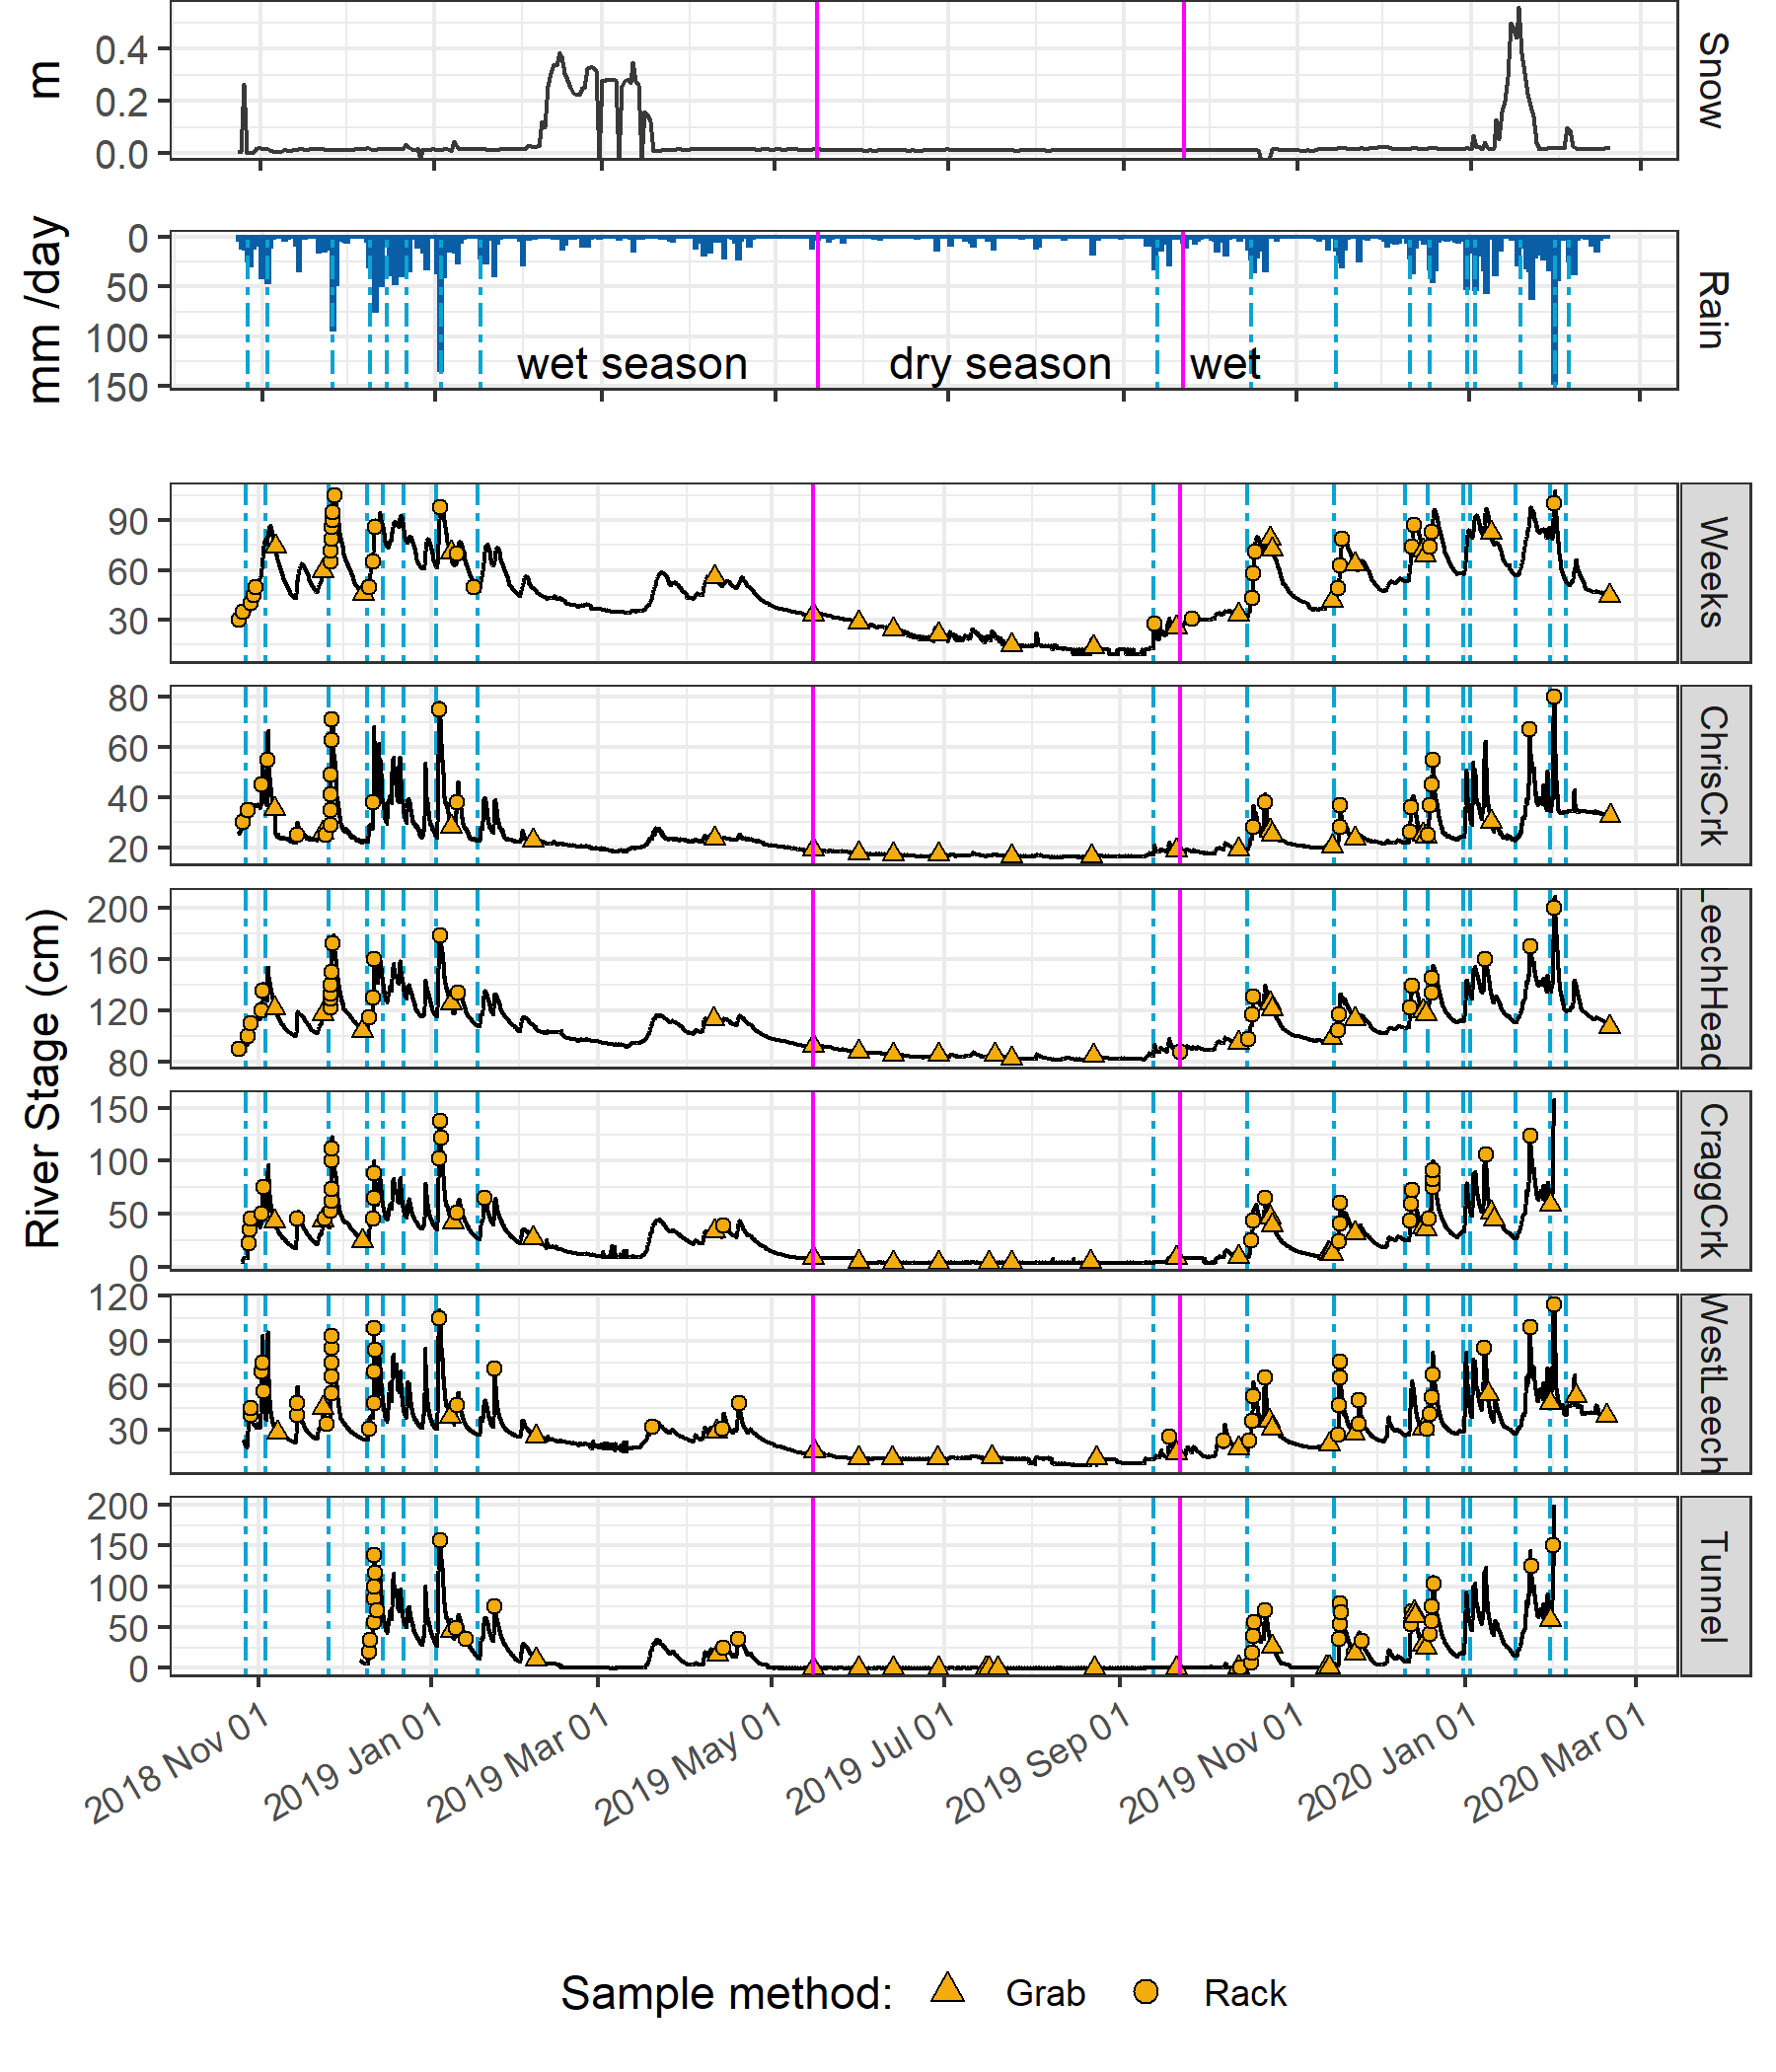 m
0.4
0.2
0.0
Snow
mm /day
0
50
100
150
wet season
dry season
wet
Rain
River Stage (cm)
90
60
30
Weeks
80
60
40
20
ChrisCrk
200
160
120
80
LeechHead
150
100
50
0
CraggCrk
120
90
60
30
WestLeech
200
150
100
50
0
Tunnel
2018 Nov 01
2019 Jan 01
2019 Mar 01
2019 May 01
2019 Jul 01
2019 Sep 01
2019 Nov 01
2020 Jan 01
2020 Mar 01
Sample method: Grab Rack